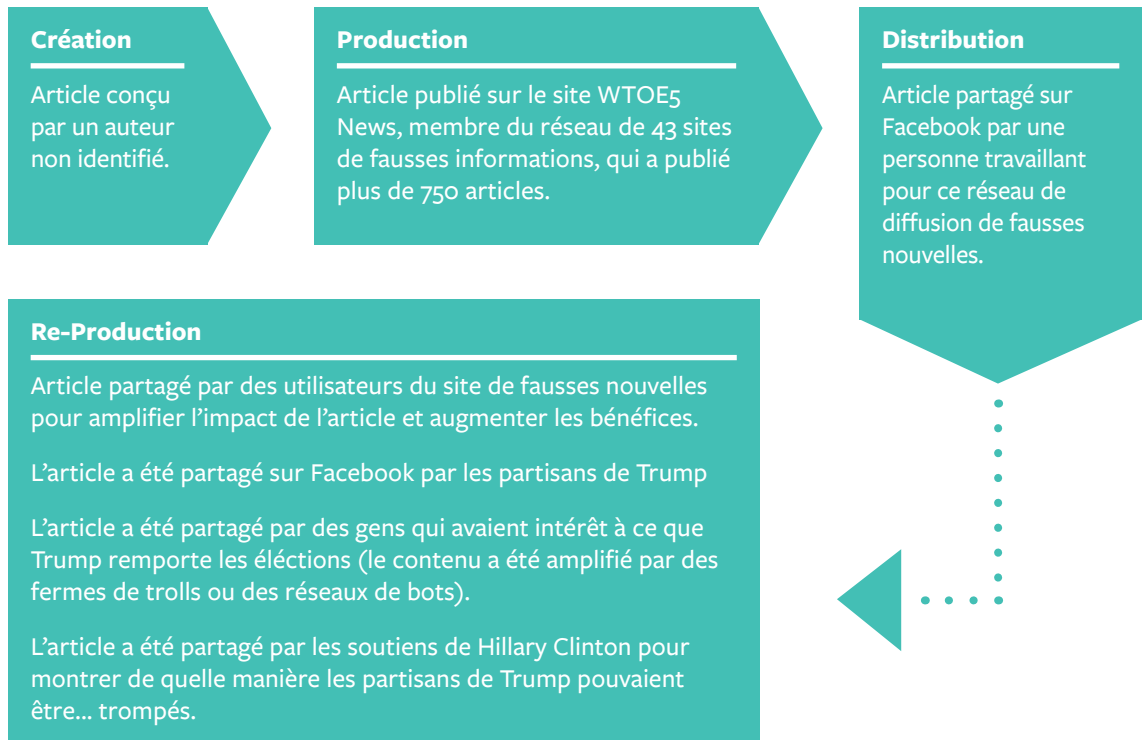 Création
Article conçu
par un auteur
non identifié.
Production
Article publié sur le site WTOE5
News, membre du réseau de 43 sites
de fausses informations, qui a publié
plus de 750 articles.
Distribution
Article partagé sur
Facebook par une
personne travaillant
pour ce réseau de
diffusion de fausses
nouvelles.
Re-Production
Article partagé par des utilisateurs du site de fausses nouvelles
pour amplifier l’impact de l’article et augmenter les bénéfices.
L’article a été partagé sur Facebook par les partisans de Trump
L’article a été partagé par des gens qui avaient intérêt à ce que
Trump remporte les éléctions (le contenu a été amplifié par des
fermes de trolls ou des réseaux de bots).
L’article a été partagé par les soutiens de Hillary Clinton pour
montrer de quelle manière les partisans de Trump pouvaient
être... trompés.